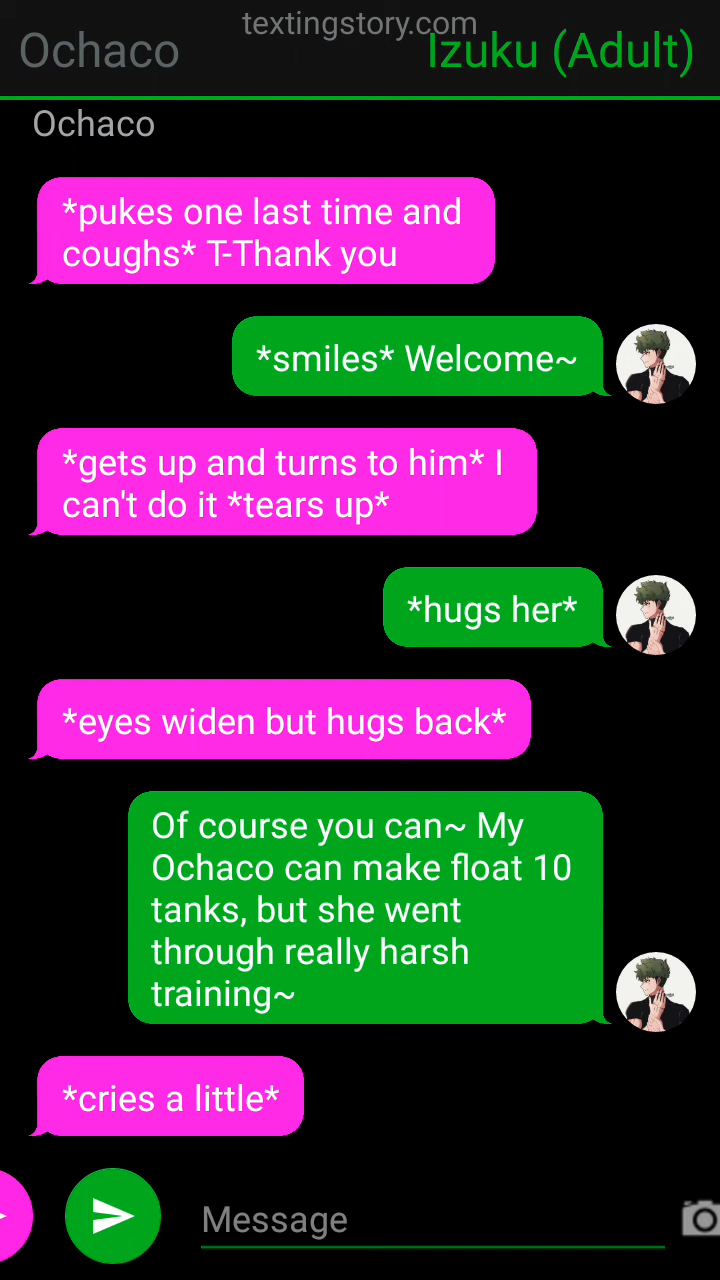 textingstory.com
Ochaco
Izuku (Adult)
Ochaco
*pukes one last time and
coughs* T-Thank you
*smiles* Welcome~
*gets up and turns to him* I
can't do it *tears up*
*hugs her*
*eyes widen but hugs back*
Of course you can~ My
Ochaco can make float 10
tanks, but she went
through really harsh
training~
*cries a little*
Message